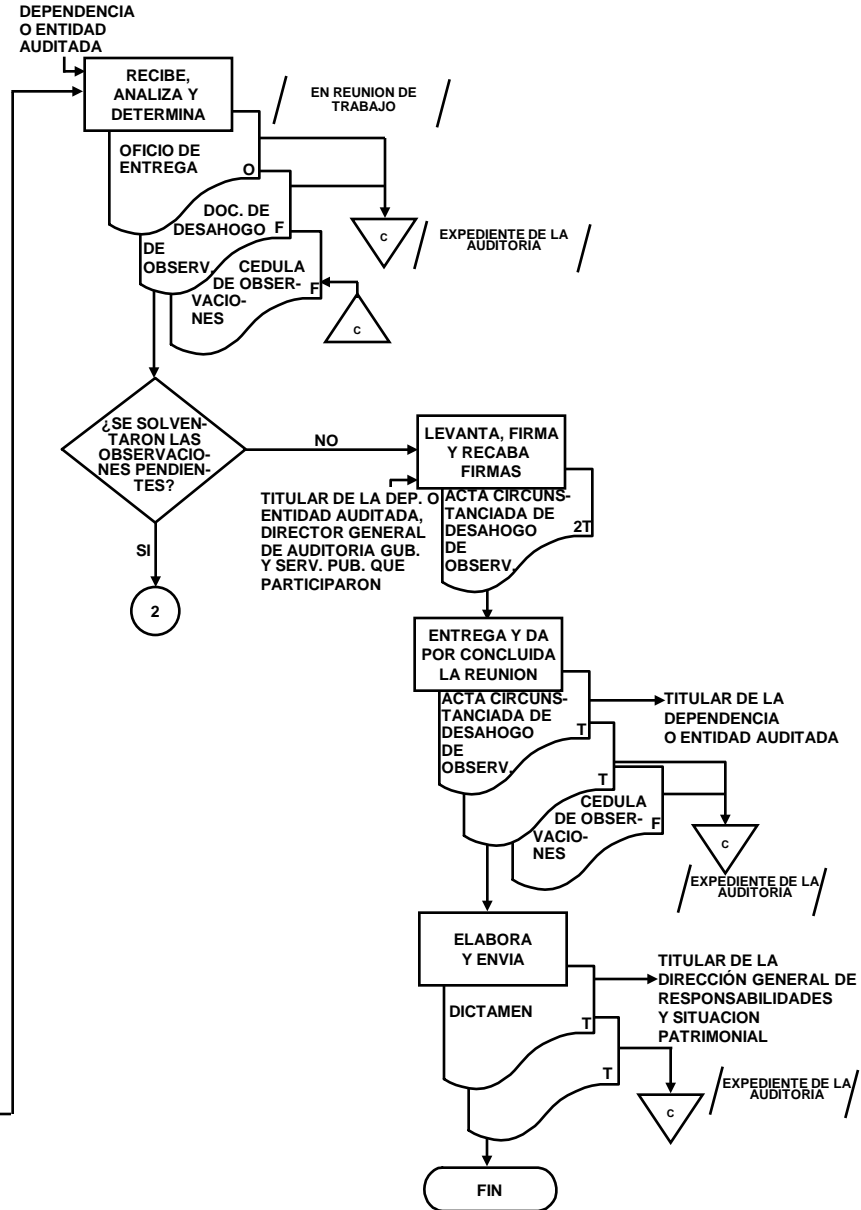 DEPENDENCIA
O ENTIDAD
AUDITADA
RECIBE,
ANALIZA Y
DETERMINA
EN REUNION DE
TRABAJO
OFICIO DE
ENTREGA
O
DOC. DE
DESAHOGO
F
DE
OBSERV.
C
EXPEDIENTE DE LA
AUDITORIA
CEDULA
DE OBSER-
F
VACIO-
NES
C
¿SE SOLVEN-
TARON LAS
OBSERVACIO-
NES PENDIEN-
TES?
NO
SI
2
LEVANTA, FIRMA
Y RECABA
FIRMAS
TITULAR DE LA DEP. O
ENTIDAD AUDITADA,
DIRECTOR GENERAL
DE AUDITORIA GUB.
Y SERV. PUB. QUE
PARTICIPARON
ACTA CIRCUNS-
TANCIADA DE
DESAHOGO
2T
DE
OBSERV.
ENTREGA Y DA
POR CONCLUIDA
LA REUNION
ACTA CIRCUNS-
TANCIADA DE
DESAHOGO
T
DE
OBSERV.
TITULAR DE LA
DEPENDENCIA
O ENTIDAD AUDITADA
T
CEDULA
DE OBSER-
F
VACIO-
NES
C
EXPEDIENTE DE LA
AUDITORIA
ELABORA
Y ENVIA
DICTAMEN
T
TITULAR DE LA
DIRECCIÓN GENERAL DE
RESPONSABILIDADES
Y SITUACION
PATRIMONIAL
T
C
EXPEDIENTE DE LA
AUDITORIA
FIN